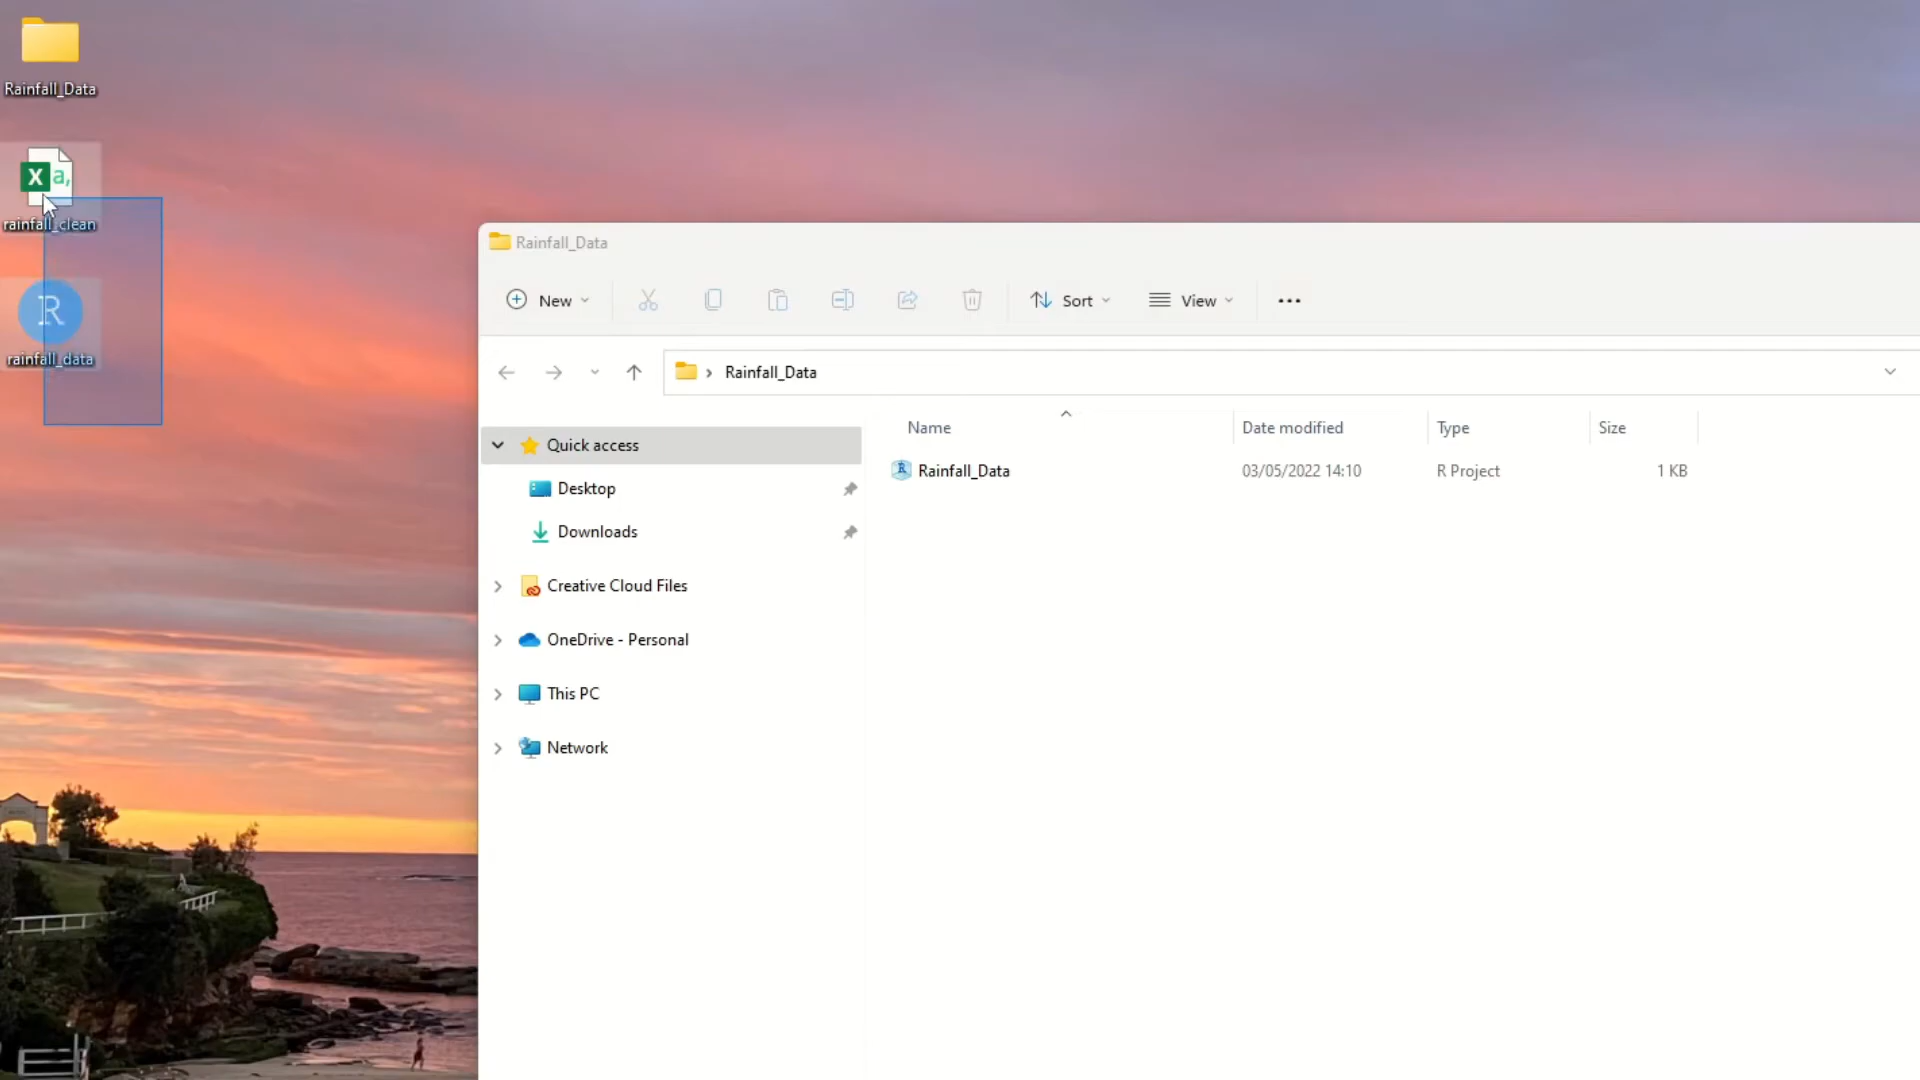 Rainfall_Data
X a,
rainfall_clean
R
rainfall_data
Rainfall_Data
New
Sort
View
Rainfall_Data
Quick access
Desktop
Downloads
Creative Cloud Files
OneDrive - Personal
This PC
Network
Name Date modified Type Size
Rainfall_Data 03/05/2022 14:10 R Project 1 KB